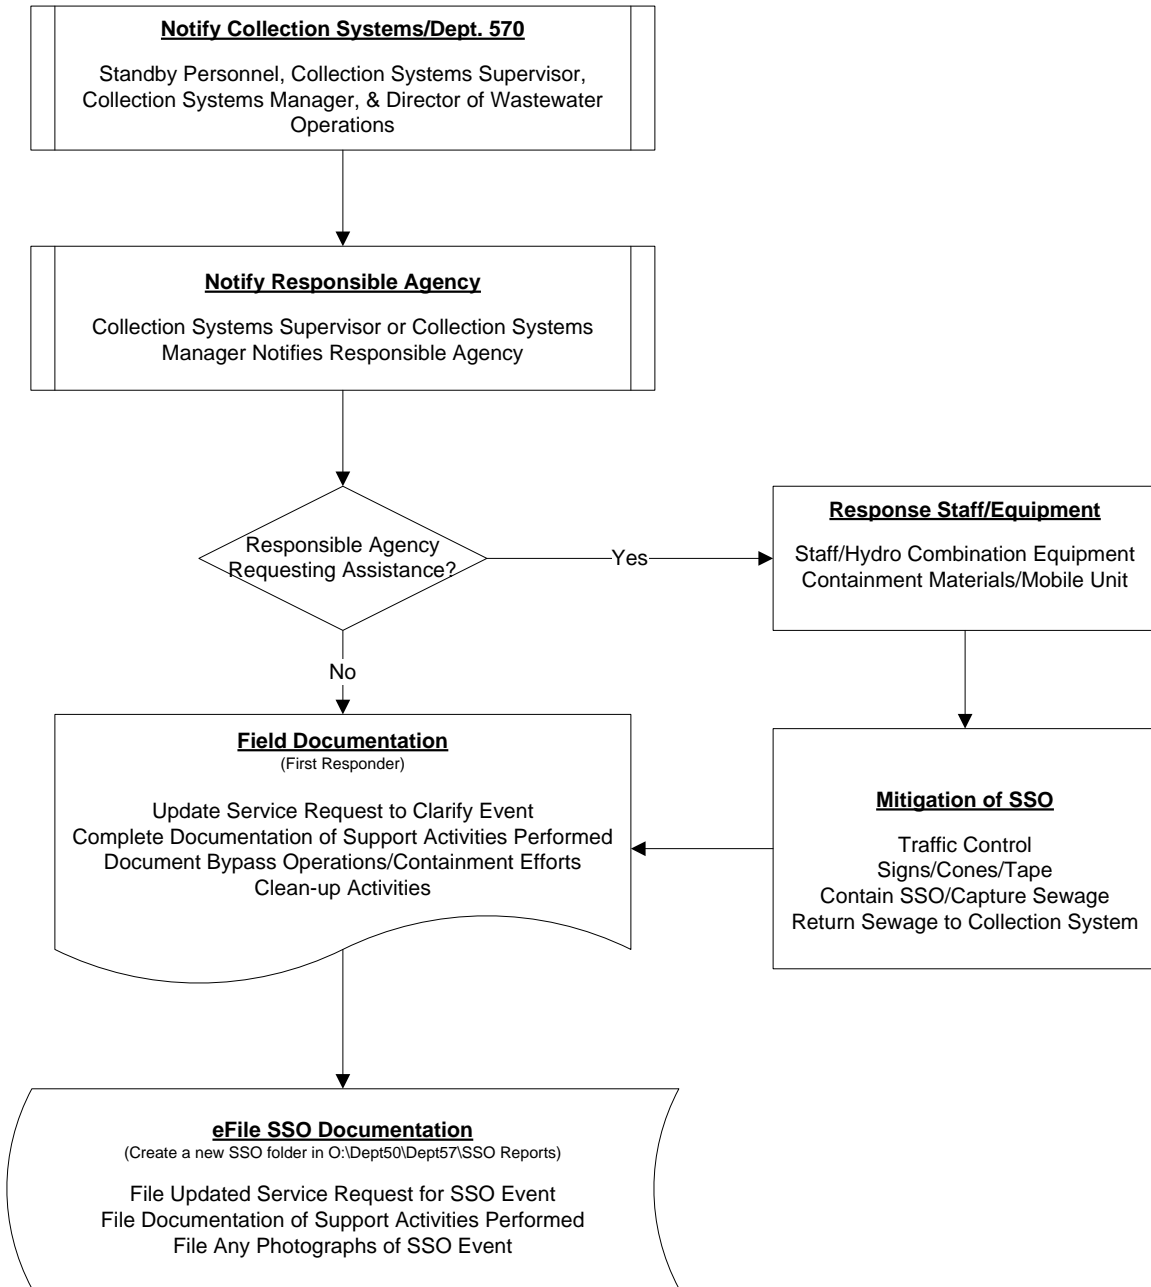 Notify Collection Systems/Dept. 570
Standby Personnel, Collection Systems Supervisor,
Collection Systems Manager, & Director of Wastewater
Operations
Notify Responsible Agency
Collection Systems Supervisor or Collection Systems
Manager Notifies Responsible Agency
Responsible Agency
Requesting Assistance?
Yes
Response Staff/Equipment
Staff/Hydro Combination Equipment
Containment Materials/Mobile Unit
No
Mitigation of SSO
Traffic Control
Signs/Cones/Tape
Contain SSO/Capture Sewage
Return Sewage to Collection System
Field Documentation
(First Responder)
Update Service Request to Clarify Event
Complete Documentation of Support Activities Performed
Document Bypass Operations/Containment Efforts
Clean-up Activities
eFile SSO Documentation
(Create a new SSO folder in O:\Dept50\Dept57\SSO Reports)
File Updated Service Request for SSO Event
File Documentation of Support Activities Performed
File Any Photographs of SSO Event